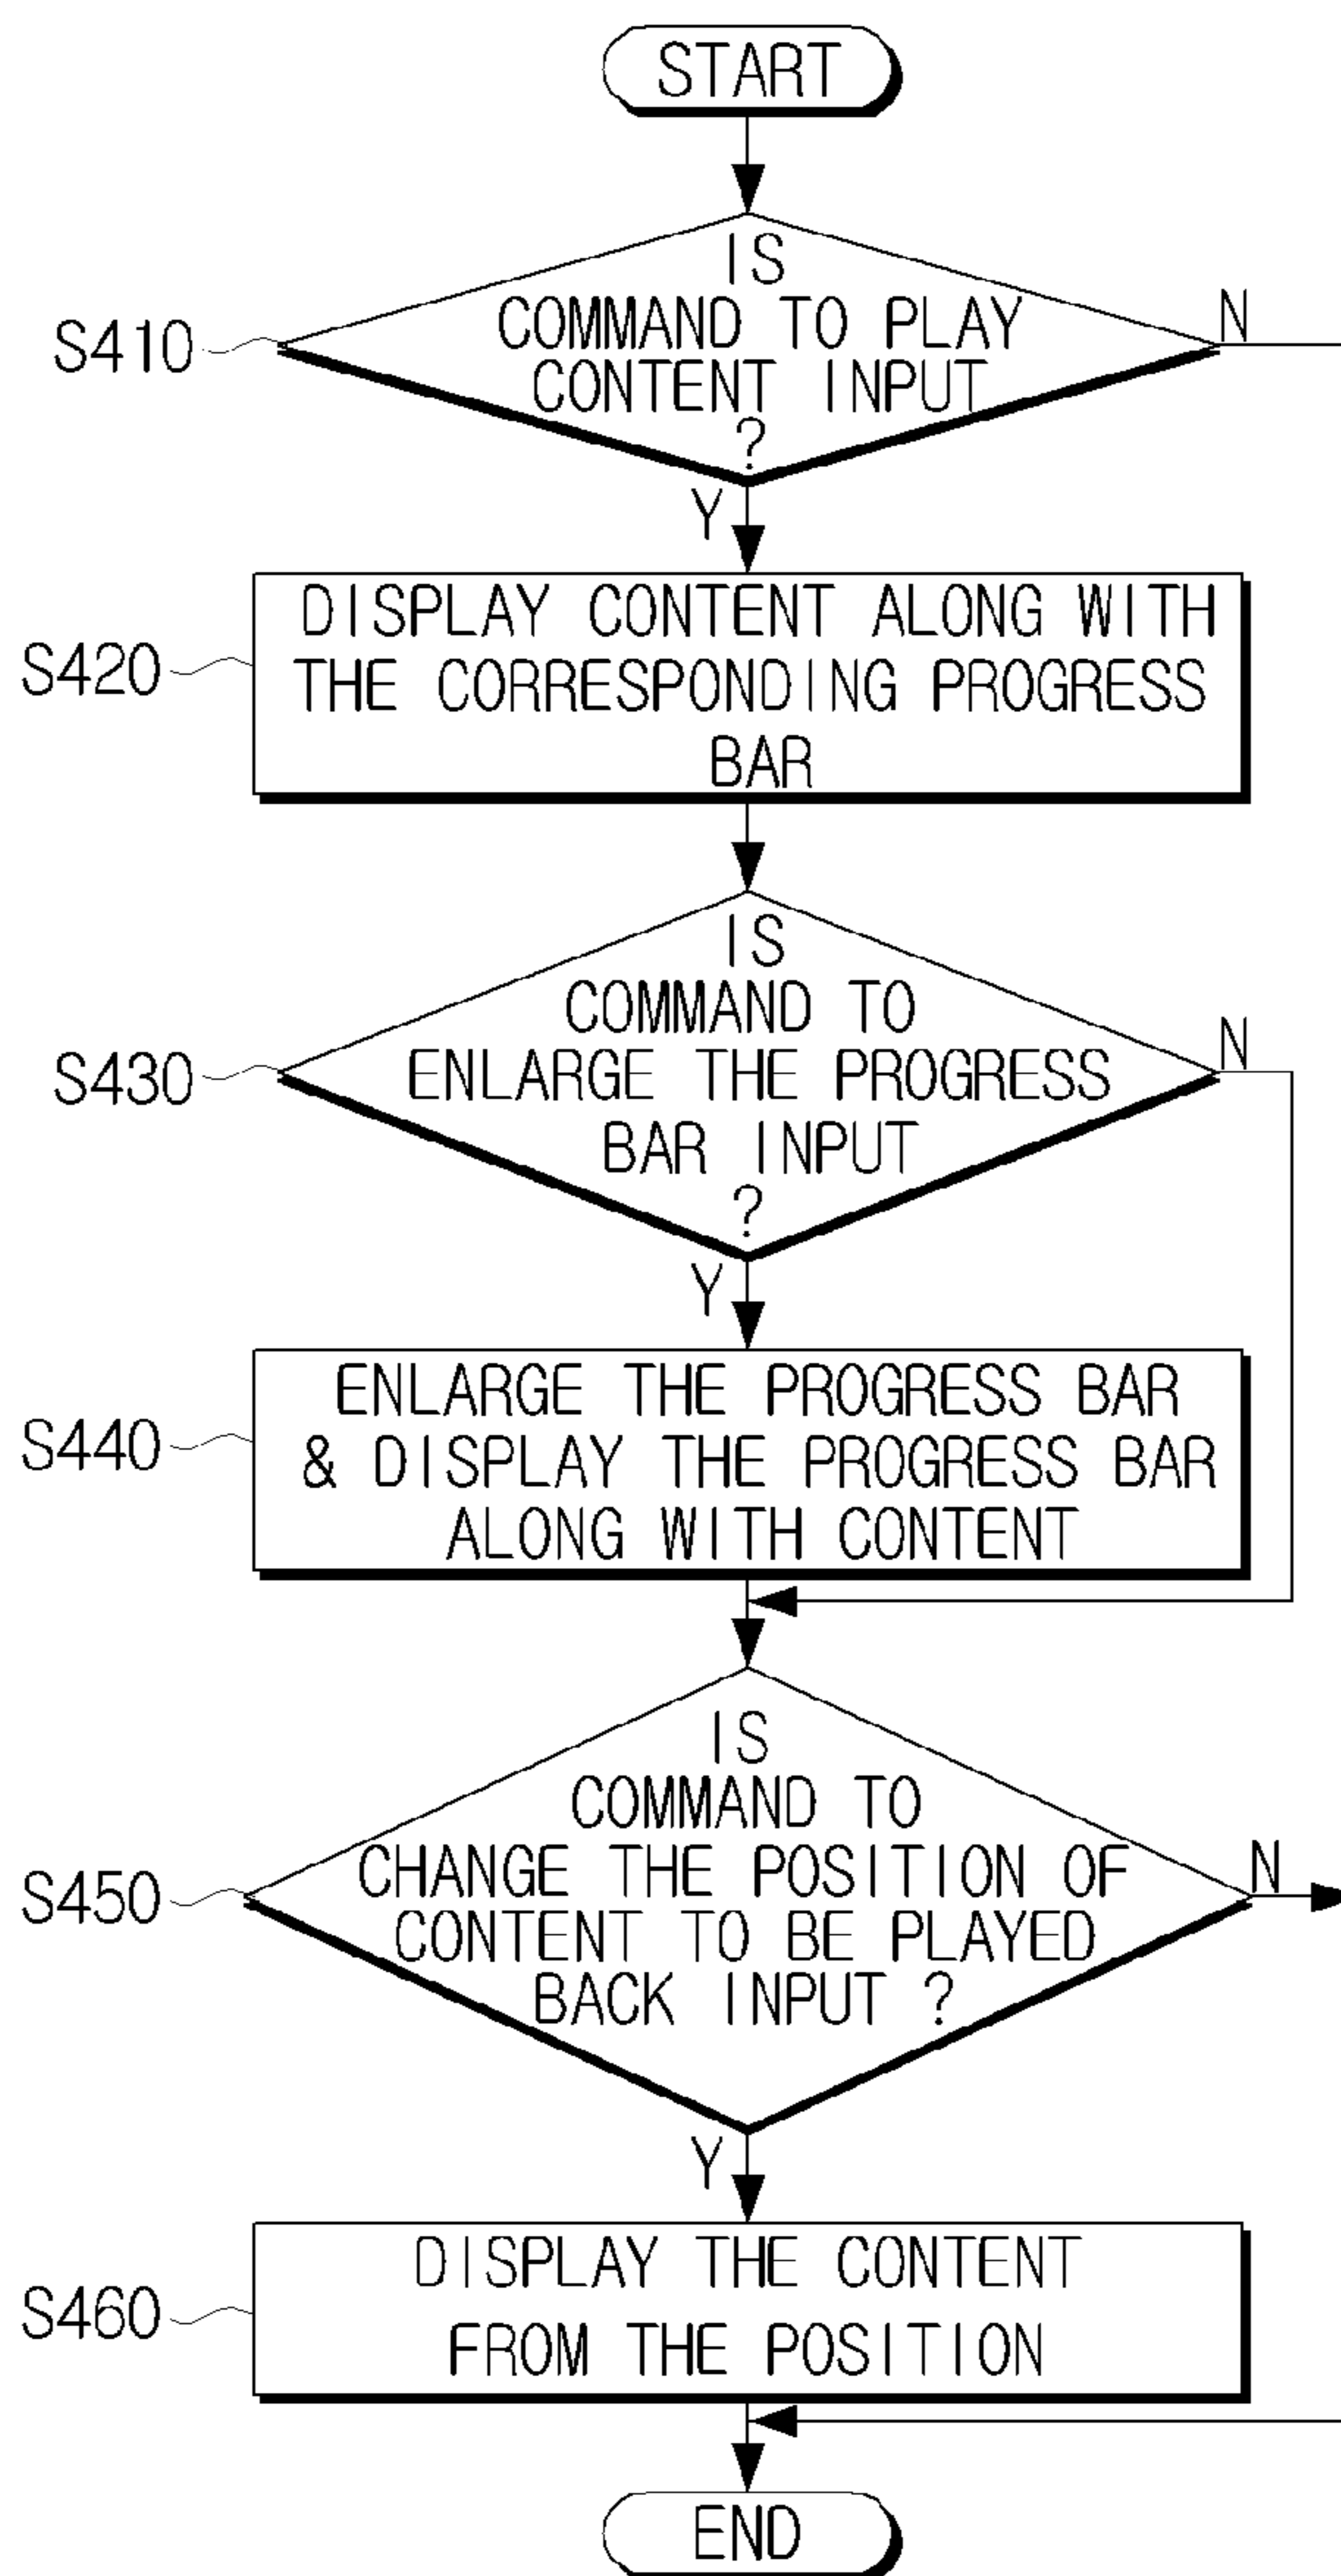 START
IS
COMMAND TO PLAY
CONTENT INPUT
?
S410
N
Y
DISPLAY CONTENT ALONG WITH
THE CORRESPONDING PROGRESS
BAR
S420
IS
COMMAND TO
ENLARGE THE PROGRESS
BAR INPUT
?
S430
N
Y
ENLARGE THE PROGRESS BAR
& DISPLAY THE PROGRESS BAR
ALONG WITH CONTENT
S440
IS
COMMAND TO
CHANGE THE POSITION OF
CONTENT TO BE PLAYED
BACK INPUT ?
S450
N
Y
DISPLAY THE CONTENT
FROM THE POSITION
S460
END